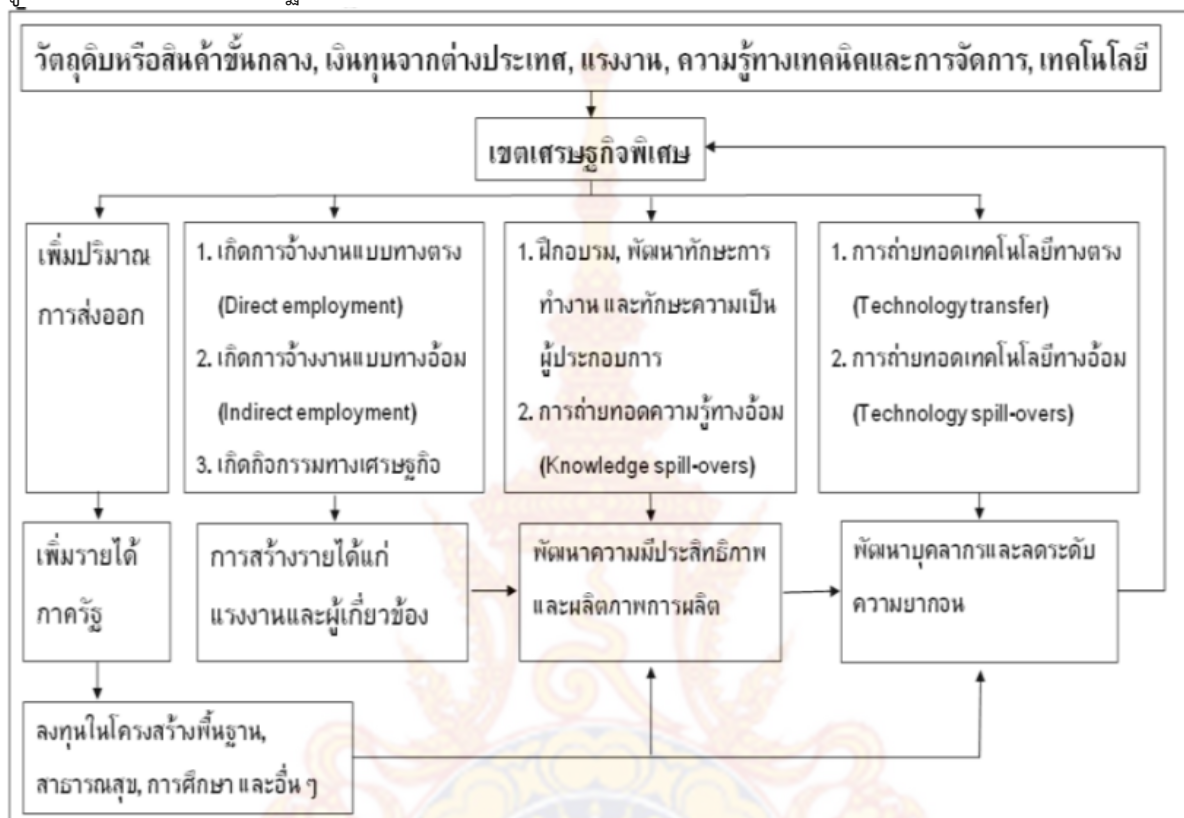 วัตถุดิบหรือสินค้าขั้นกลาง, เงินทุนจากต่างประเทศ, แรงงาน, ความรู้ทางเทคนิคและการจัดการ, เทคโนโลยี
เขตเศรษฐกิจพิเศษ
เพิ่มปริมาณ
การส่งออก
1. เกิดการจ้างงานแบบทางตรง
(Direct employment)
2. เกิดการจ้างงานแบบทางอ้อม
(Indirect employment)
3. เกิดกิจกรรมทางเศรษฐกิจ
1. ฝึกอบรม, พัฒนาทักษะการ
ทำงาน และทักษะความเป็น
ผู้ประกอบการ
2. การถ่ายทอดความรู้ทางอ้อม
(Knowledge spill-overs)
1. การถ่ายทอดเทคโนโลยีทางตรง
(Technology transfer)
2. การถ่ายทอดเทคโนโลยีทางอ้อม
(Technology spill-overs)
เพิ่มรายได้
ภาครัฐ
การสร้างรายได้แก่
แรงงานและผู้เกี่ยวข้อง
พัฒนาความมีประสิทธิภาพ
และผลิตภาพการผลิต
พัฒนาบุคลากรและลดระดับ
ความยากจน
ลงทุนในโครงสร้างพื้นฐาน,
สาธารณสุข, การศึกษา และอื่น ๆ